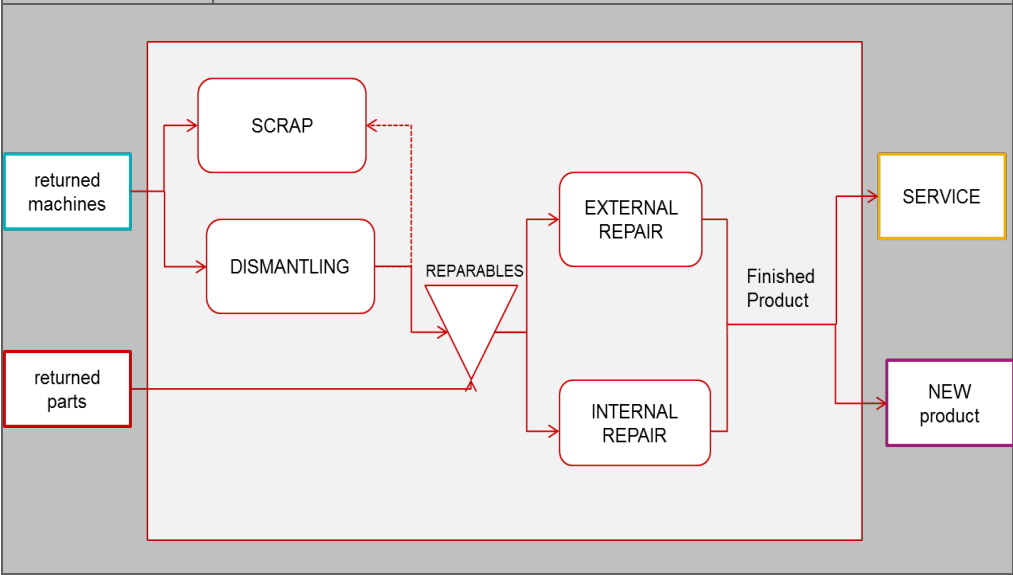 SCRAP
returned
machines
DISMANTLING
REPARABLES
EXTERNAL
REPAIR
SERVICE
Finished
Product
returned
parts
INTERNAL
REPAIR
NEW
product